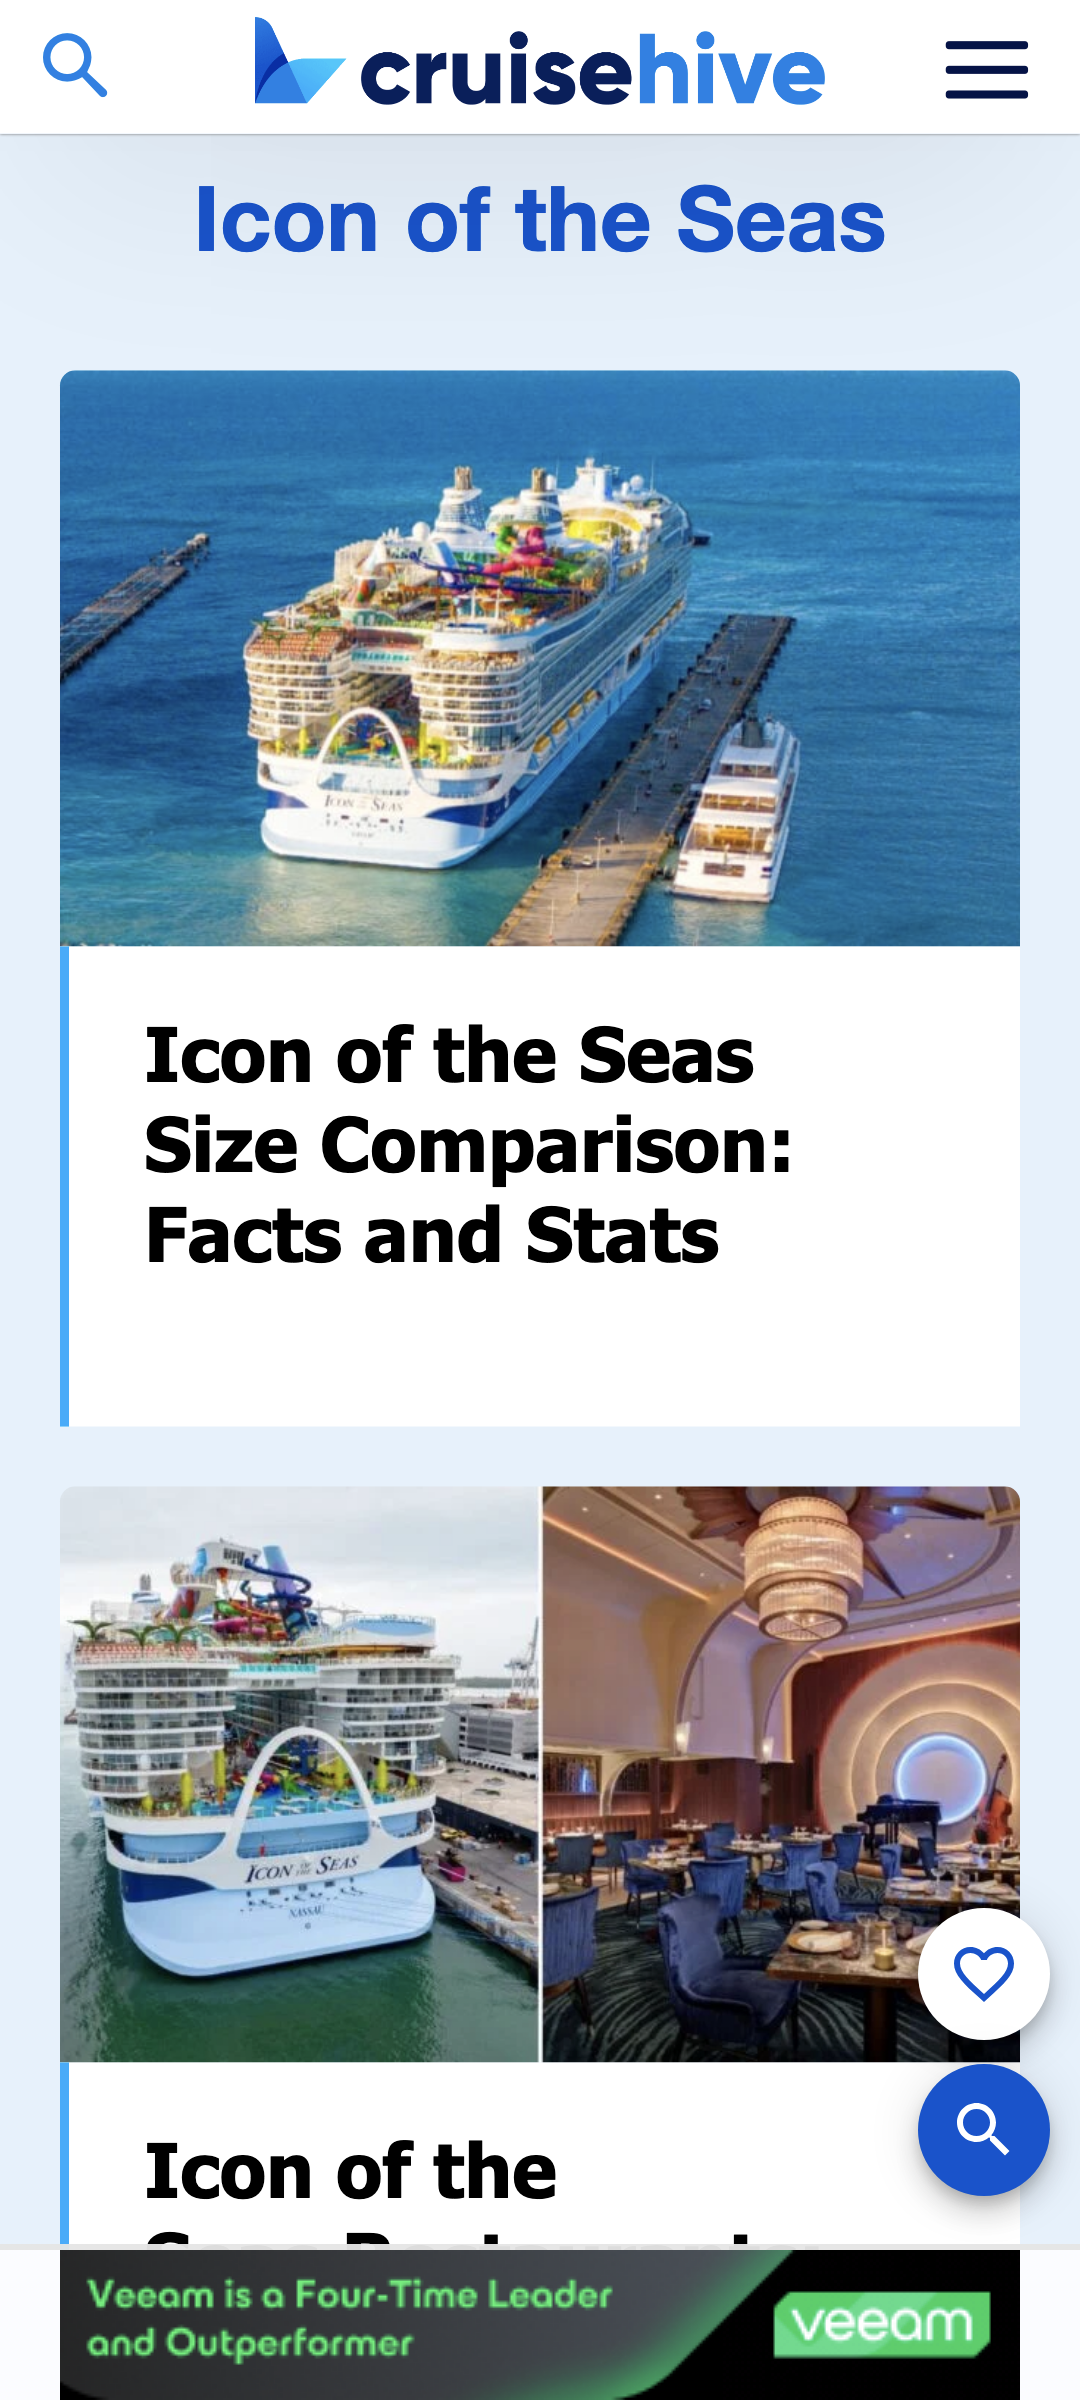 cruisehive
Icon of the Seas
ICON OF THE SEAS
Icon of the Seas
Size Comparison:
Facts and Stats
ICON OF THE SEAS
NASSAU
Icon of the
Veeam is a Four-Time Leader
and Outperformer
veeam